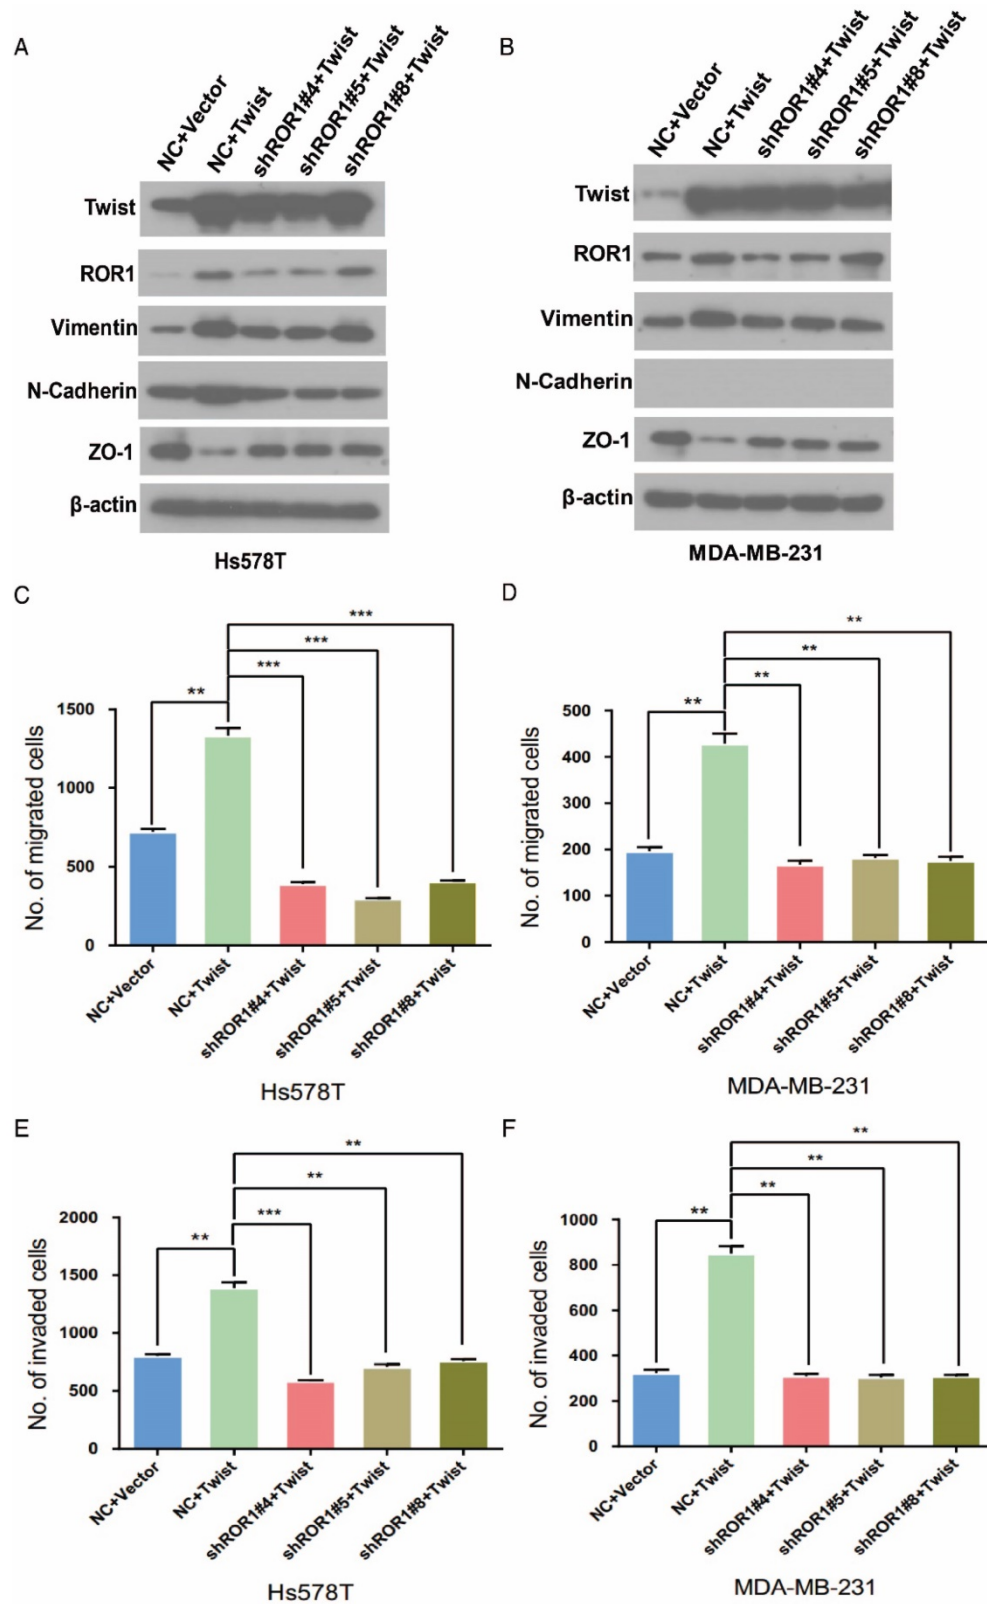 A
NC+Vector
NC+Twist
shROR1#4+Twist
shROR1#5+Twist
shROR1#8+Twist
Twist
ROR1
Vimentin
N-Cadherin
ZO-1
β-actin
Hs578T
B
NC+Vector
NC+Twist
shROR1#4+Twist
shROR1#5+Twist
shROR1#8+Twist
Twist
ROR1
Vimentin
N-Cadherin
ZO-1
β-actin
MDA-MB-231
C
***
***
***
**
1500
1000
500
0
No. of migrated cells
NC+Vector
NC+Twist
shROR1#4+Twist
shROR1#5+Twist
shROR1#8+Twist
Hs578T
D
**
**
**
**
500
400
300
200
100
0
No. of migrated cells
NC+Vector
NC+Twist
shROR1#4+Twist
shROR1#5+Twist
shROR1#8+Twist
MDA-MB-231
E
**
**
***
**
2000
1500
1000
500
0
No. of invaded cells
NC+Vector
NC+Twist
shROR1#4+Twist
shROR1#5+Twist
shROR1#8+Twist
Hs578T
F
**
**
**
**
1000
800
600
400
200
0
No. of invaded cells
NC+Vector
NC+Twist
shROR1#4+Twist
shROR1#5+Twist
shROR1#8+Twist
MDA-MB-231